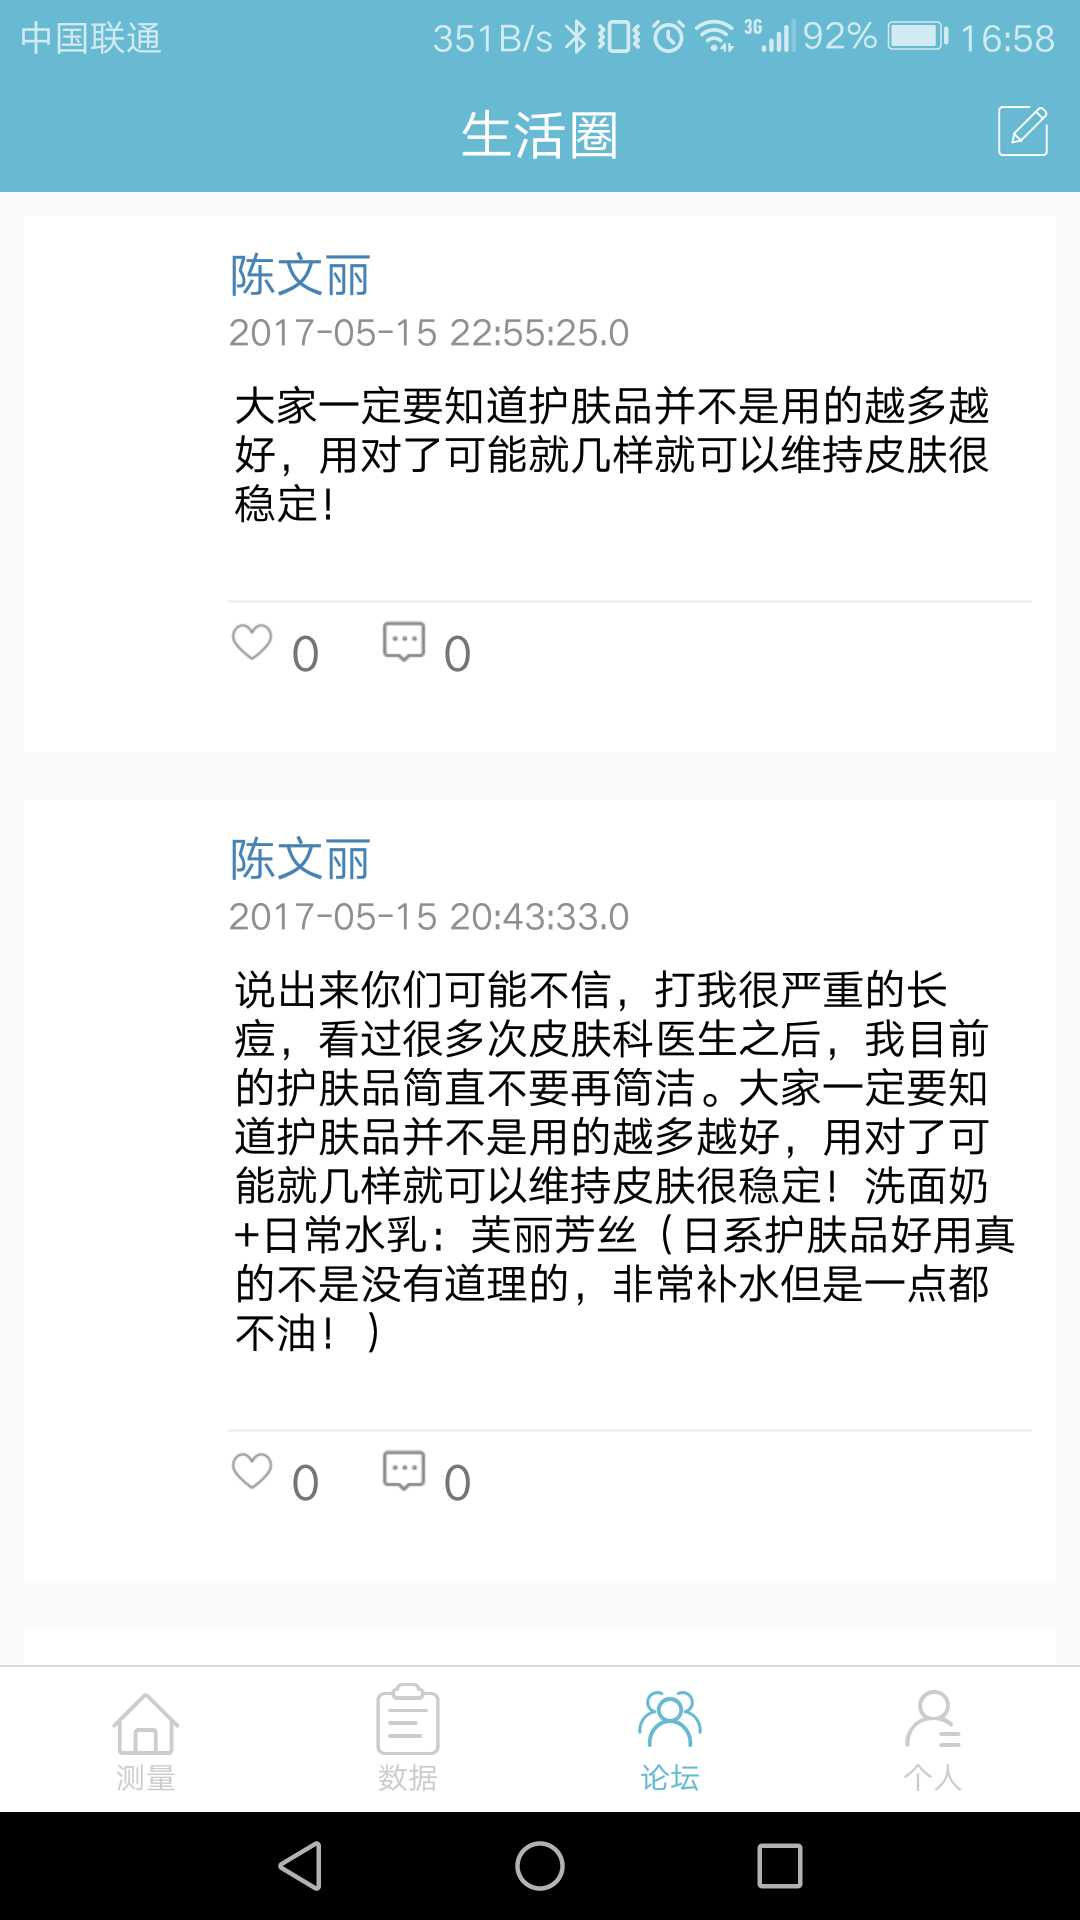 中国联通 351B/s 3G 92% 16:58
生活圈
陈文丽
2017-05-15 22:55:25.0
大家一定要知道护肤品并不是用的越多越
好，用对了可能就几样就可以维持皮肤很
稳定！
0 0
陈文丽
2017-05-15 20:43:33.0
说出来你们可能不信，打我很严重的长
痘，看过很多次皮肤科医生之后，我目前
的护肤品简直不要再简洁。大家一定要知
道护肤品并不是用的越多越好，用对了可
能就几样就可以维持皮肤很稳定！洗面奶
+日常水乳：芙丽芳丝（日系护肤品好用真
的不是没有道理的，非常补水但是一点都
不油！）
0 0
测量 数据 论坛 个人